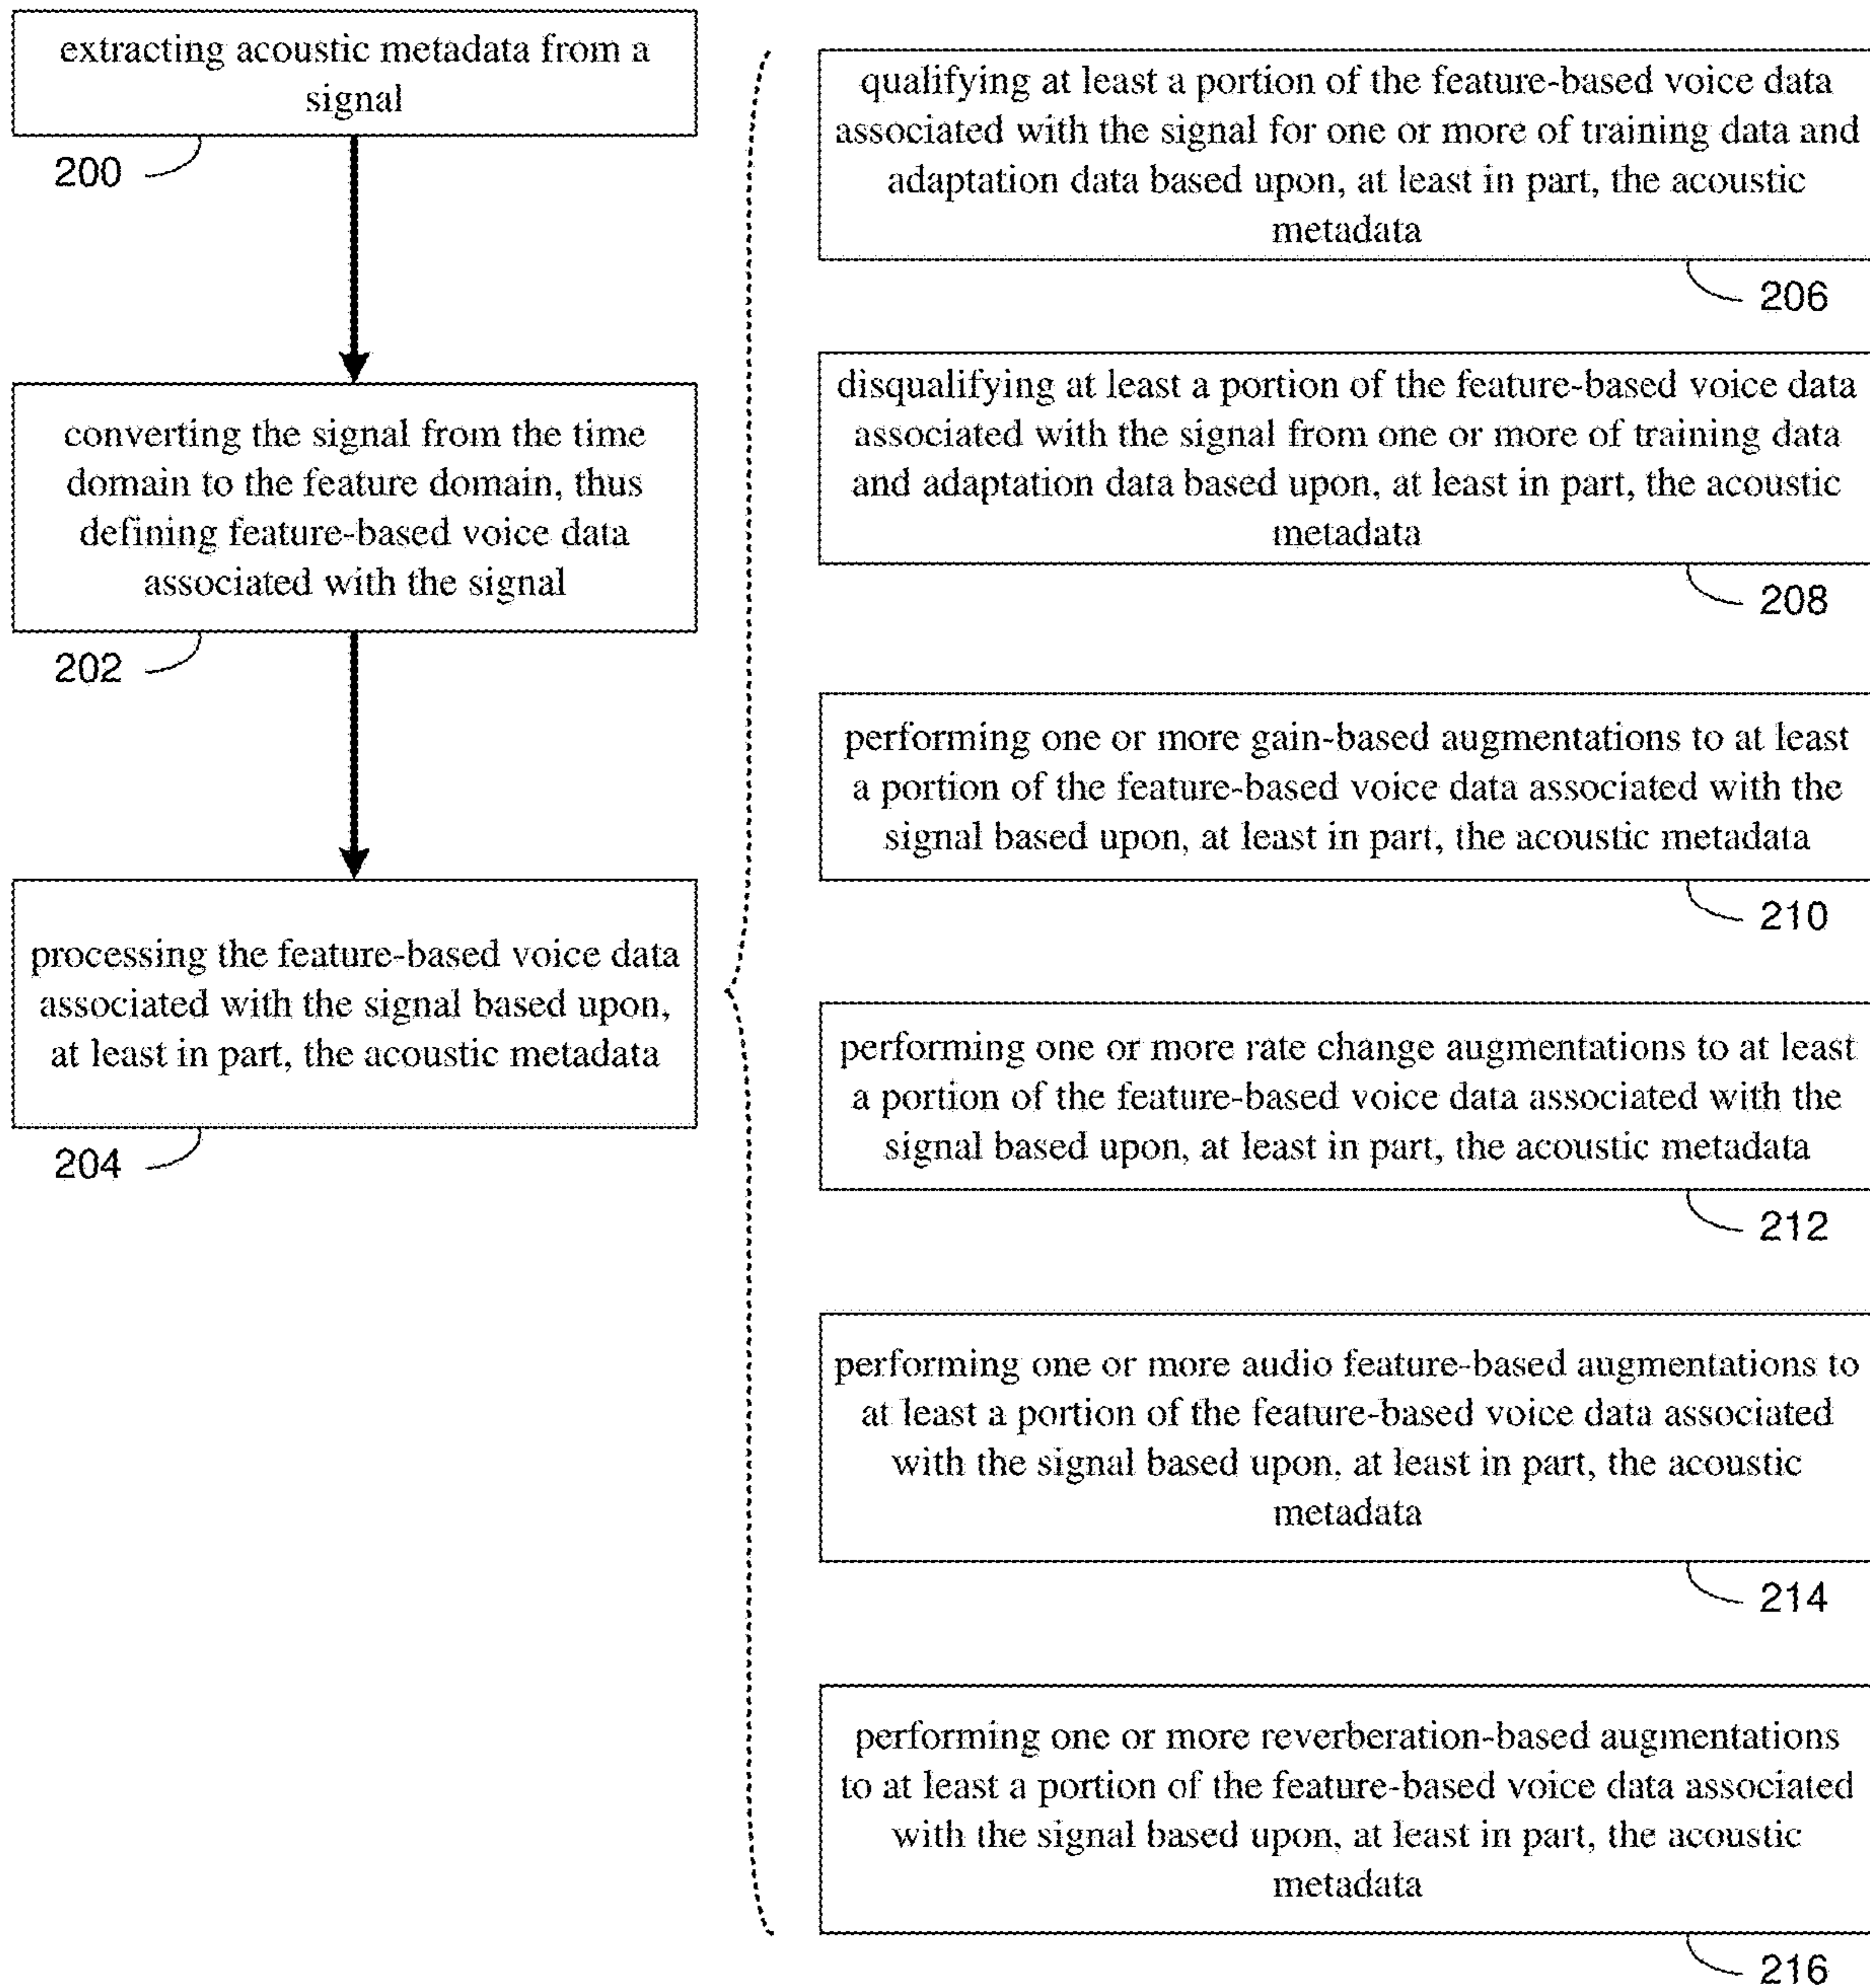 extracting acoustic metadata from a
signal
200
converting the signal from the time
domain to the feature domain, thus
defining feature-based voice data
associated with the signal
202
processing the feature-based voice data
associated with the signal based upon,
at least in part, the acoustic metadata
204
qualifying at least a portion of the feature-based voice data
associated with the signal for one or more of training data and
adaptation data based upon, at least in part, the acoustic
metadata
206
disqualifying at least a portion of the feature-based voice data
associated with the signal from one or more of training data
and adaptation data based upon, at least in part, the acoustic
metadata
208
performing one or more gain-based augmentations to at least
a portion of the feature-based voice data associated with the
signal based upon, at least in part, the acoustic metadata
210
performing one or more rate change augmentations to at least
a portion of the feature-based voice data associated with the
signal based upon, at least in part, the acoustic metadata
212
performing one or more audio feature-based augmentations to
at least a portion of the feature-based voice data associated
with the signal based upon, at least in part, the acoustic
metadata
214
performing one or more reverberation-based augmentations
to at least a portion of the feature-based voice data associated
with the signal based upon, at least in part, the acoustic
metadata
216